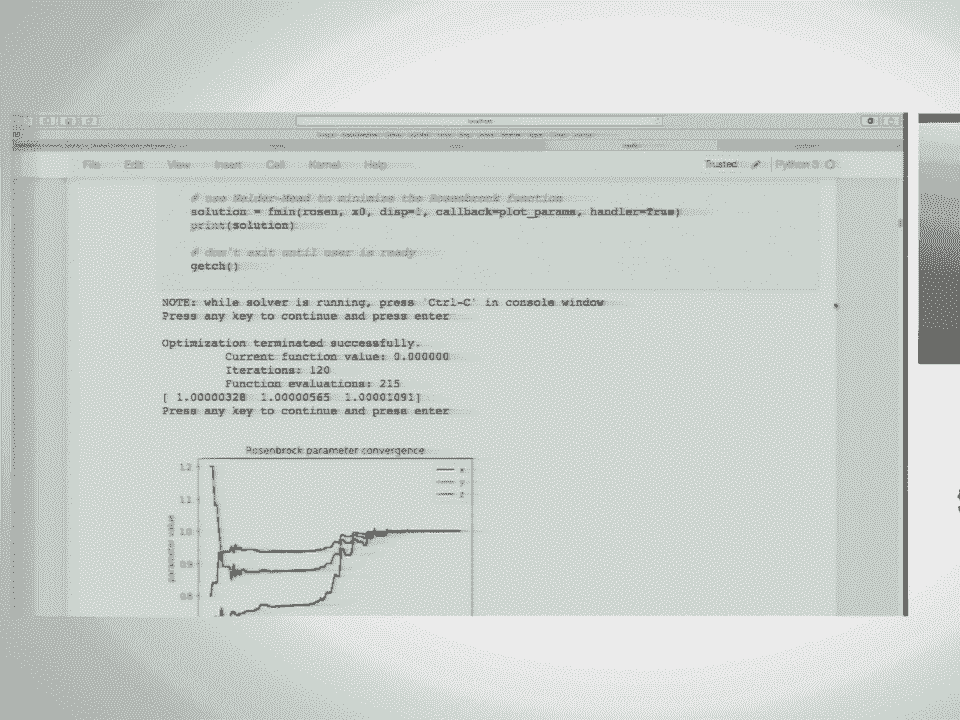 File Edit View Insert Cell Kernel Help Trusted Python 3
# use Nelder-Mead to minimize the Rosenbrock function
solution = fmin(rosen, x0, disp=1, callback=plot_params, handler=True)
print(solution)
# don't exit until user is ready
getch()
NOTE: while solver is running, press 'Ctrl-C' in console window
Press any key to continue and press enter
Optimization terminated successfully.
Current function value: 0.000000
Iterations: 120
Function evaluations: 215
[ 1.00000328 1.00000565 1.00001091]
Press any key to continue and press enter
Rosenbrock parameter convergence
x
y
z
1.2
1.1
1.0
0.9
0.8
parameter value